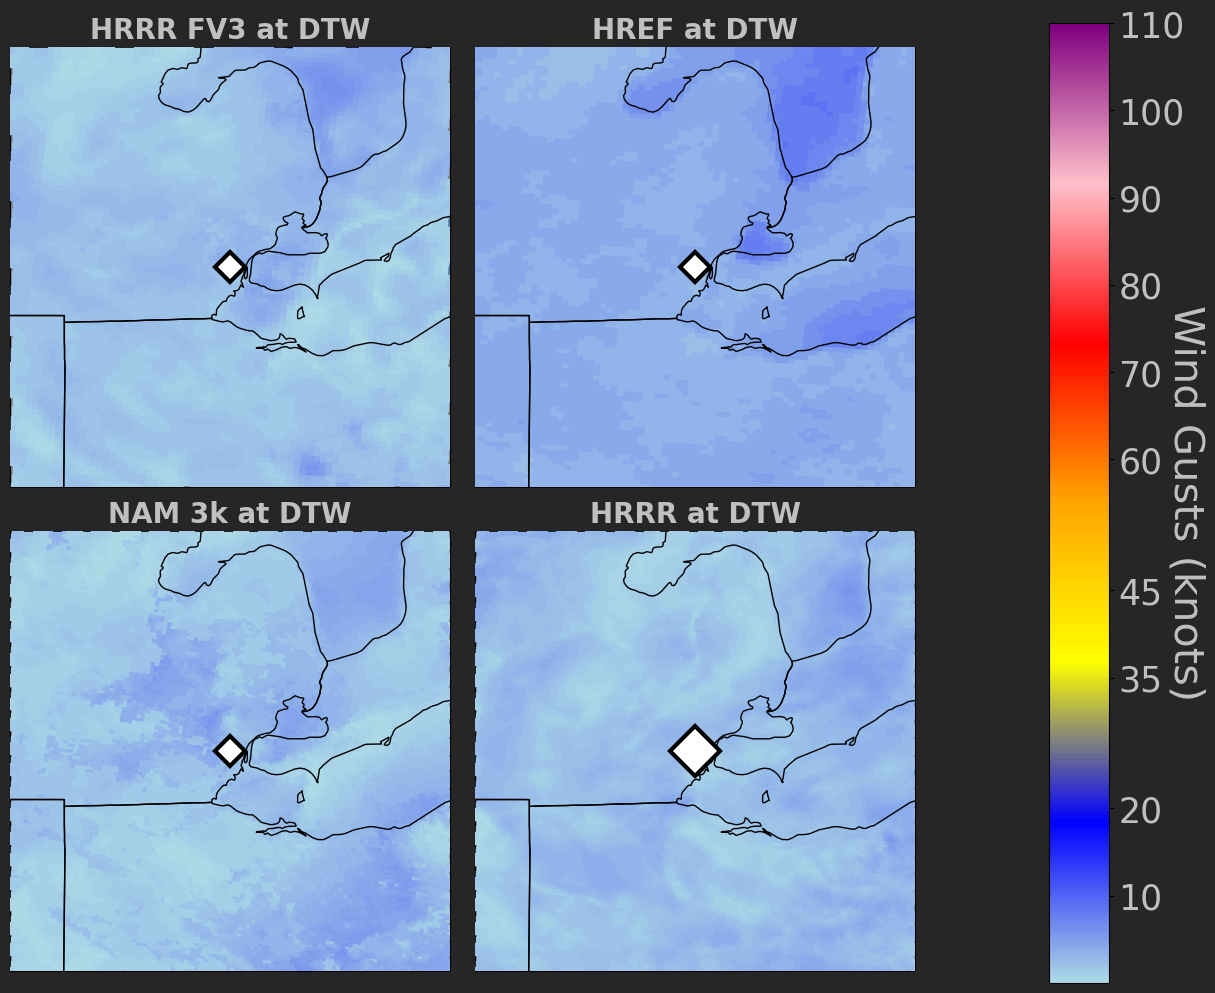 HRRR FV3 at DTW
HREF at DTW
NAM 3k at DTW
HRRR at DTW
110
100
90
80
70
60
45
35
20
10
Wind Gusts (knots)